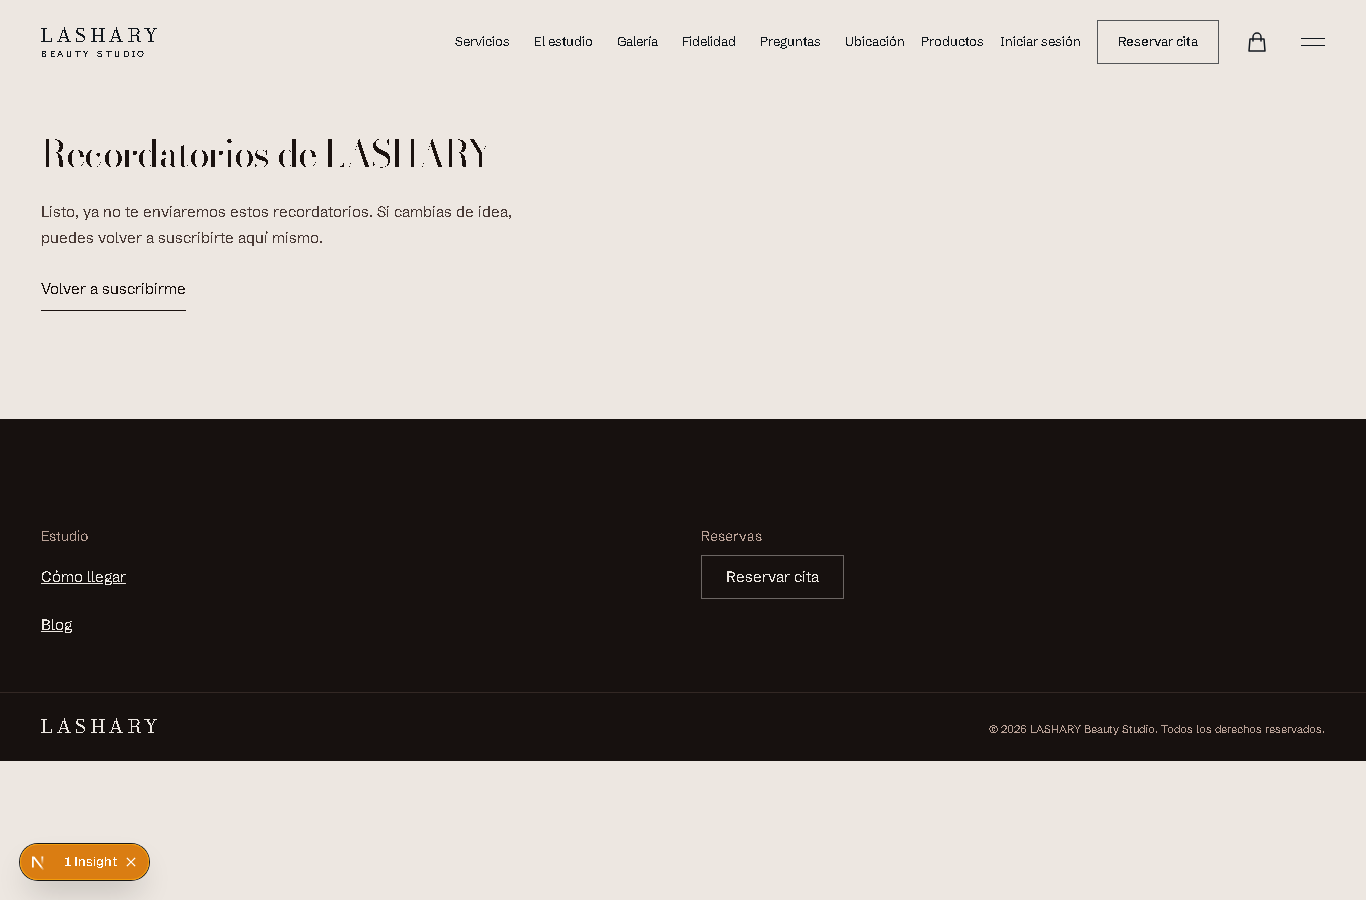 LASHARY
BEAUTY STUDIO
Servicios
El estudio
Galería
Fidelidad
Preguntas
Ubicación
Productos
Iniciar sesión
Reservar cita
Recordatorios de LASHARY
Listo, ya no te enviaremos estos recordatorios. Si cambias de idea,
puedes volver a suscribirte aquí mismo.
Volver a suscribirme
Estudio
Cómo llegar
Blog
Reservas
Reservar cita
LASHARY
© 2026 LASHARY Beauty Studio. Todos los derechos reservados.
1 Insight